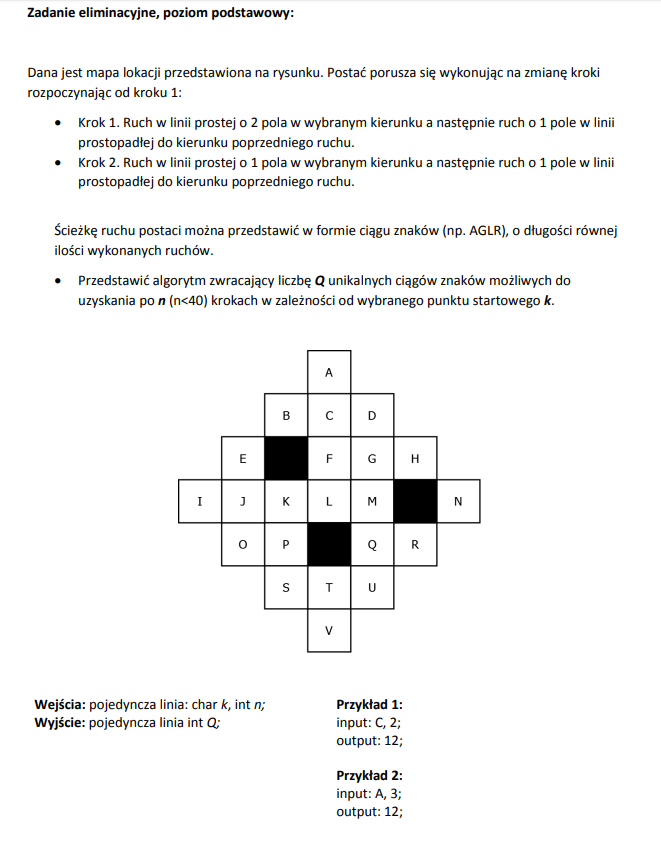 Zadanie eliminacyjne, poziom podstawowy:
Dana jest mapa lokacji przedstawiona na rysunku. Postać porusza się wykonując na zmianę kroki
rozpoczynając od kroku 1:
• Krok 1. Ruch w linii prostej o 2 pola w wybranym kierunku a następnie ruch o 1 pole w linii
prostopadłej do kierunku poprzedniego ruchu.
• Krok 2. Ruch w linii prostej o 1 pola w wybranym kierunku a następnie ruch o 1 pole w linii
prostopadłej do kierunku poprzedniego ruchu.
Ścieżkę ruchu postaci można przedstawić w formie ciągu znaków (np. AGLR), o długości równej
ilości wykonanych ruchów.
• Przedstawić algorytm zwracający liczbę Q unikalnych ciągów znaków możliwych do
uzyskania po n (n<40) krokach w zależności od wybranego punktu startowego k.
A
B C D
E F G H
I J K L M N
O P Q R
S T U
V
Wejścia: pojedyncza linia: char k, int n;
Wyjście: pojedyncza linia int Q;
Przykład 1:
input: C, 2;
output: 12;
Przykład 2:
input: A, 3;
output: 12;